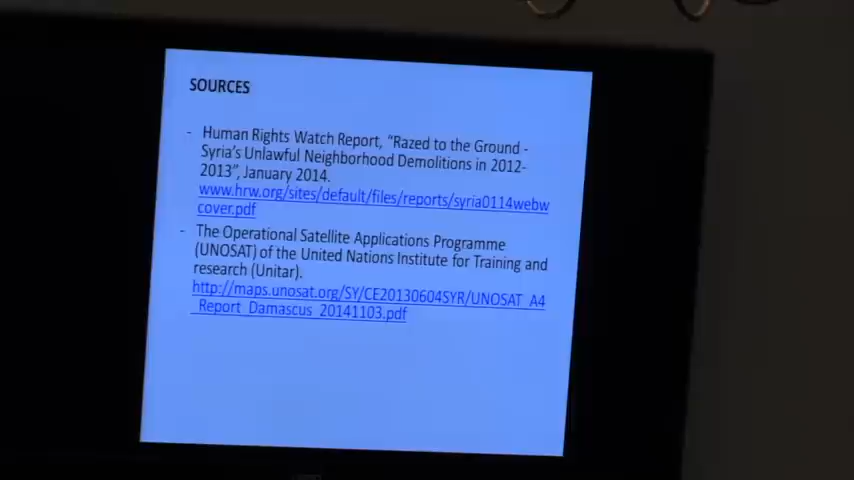 SOURCES
- Human Rights Watch Report, “Razed to the Ground -
Syria’s Unlawful Neighborhood Demolitions in 2012-
2013”, January 2014.
www.hrw.org/sites/default/files/reports/syria0114webw
cover.pdf
- The Operational Satellite Applications Programme
(UNOSAT) of the United Nations Institute for Training and
research (Unitar).
http://maps.unosat.org/SY/CE20130604SYR/UNOSAT_A4
_Report_Damascus_20141103.pdf